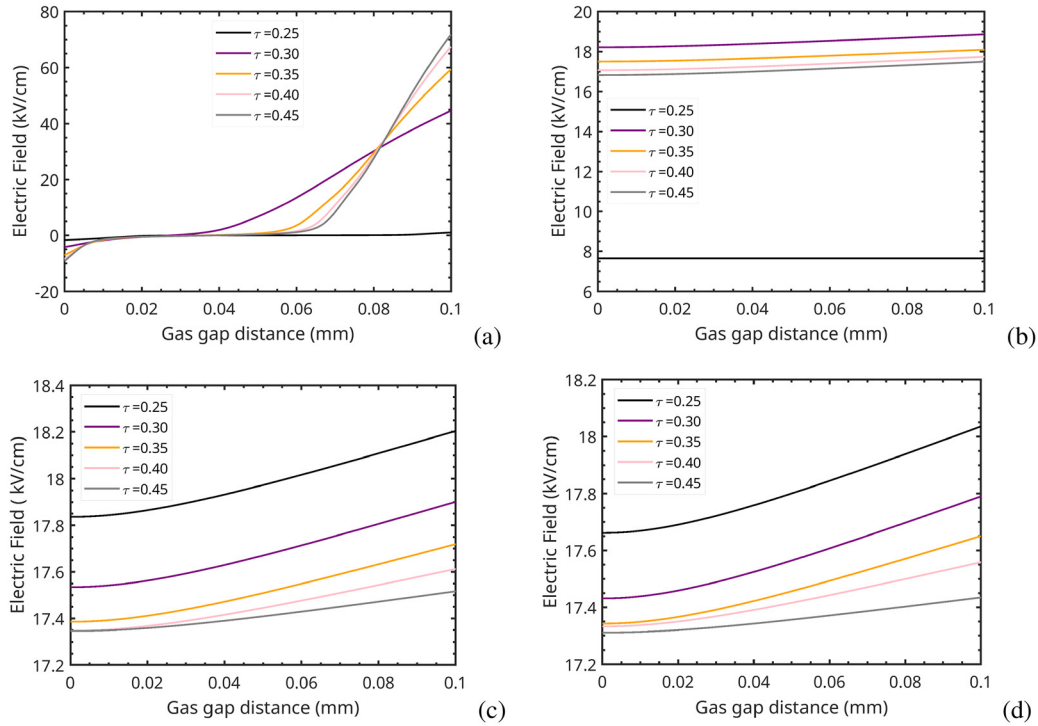 80
60
40
20
0
-20
Electric Field (kV/cm)
τ =0.25
τ =0.30
τ =0.35
τ =0.40
τ =0.45
0 0.02 0.04 0.06 0.08 0.1
Gas gap distance (mm)
(a)
20
18
16
14
12
10
8
6
Electric Field (kV/cm)
τ =0.25
τ =0.30
τ =0.35
τ =0.40
τ =0.45
0 0.02 0.04 0.06 0.08 0.1
Gas gap distance (mm)
(b)
18.4
18.2
18
17.8
17.6
17.4
17.2
Electric Field ( kV/cm)
τ =0.25
τ =0.30
τ =0.35
τ =0.40
τ =0.45
0 0.02 0.04 0.06 0.08 0.1
Gas gap distance (mm)
(c)
18.2
18
17.8
17.6
17.4
17.2
Electric Field (kV/cm)
τ =0.25
τ =0.30
τ =0.35
τ =0.40
τ =0.45
0 0.02 0.04 0.06 0.08 0.1
Gas gap distance (mm)
(d)